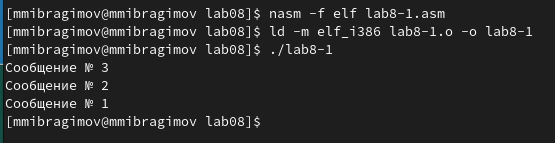 [mmibragimov@mmibragimov lab08]$ nasm -f elf lab8-1.asm
[mmibragimov@mmibragimov lab08]$ ld -m elf_i386 lab8-1.o -o lab8-1
[mmibragimov@mmibragimov lab08]$ ./lab8-1
Сообщение № 3
Сообщение № 2
Сообщение № 1
[mmibragimov@mmibragimov lab08]$